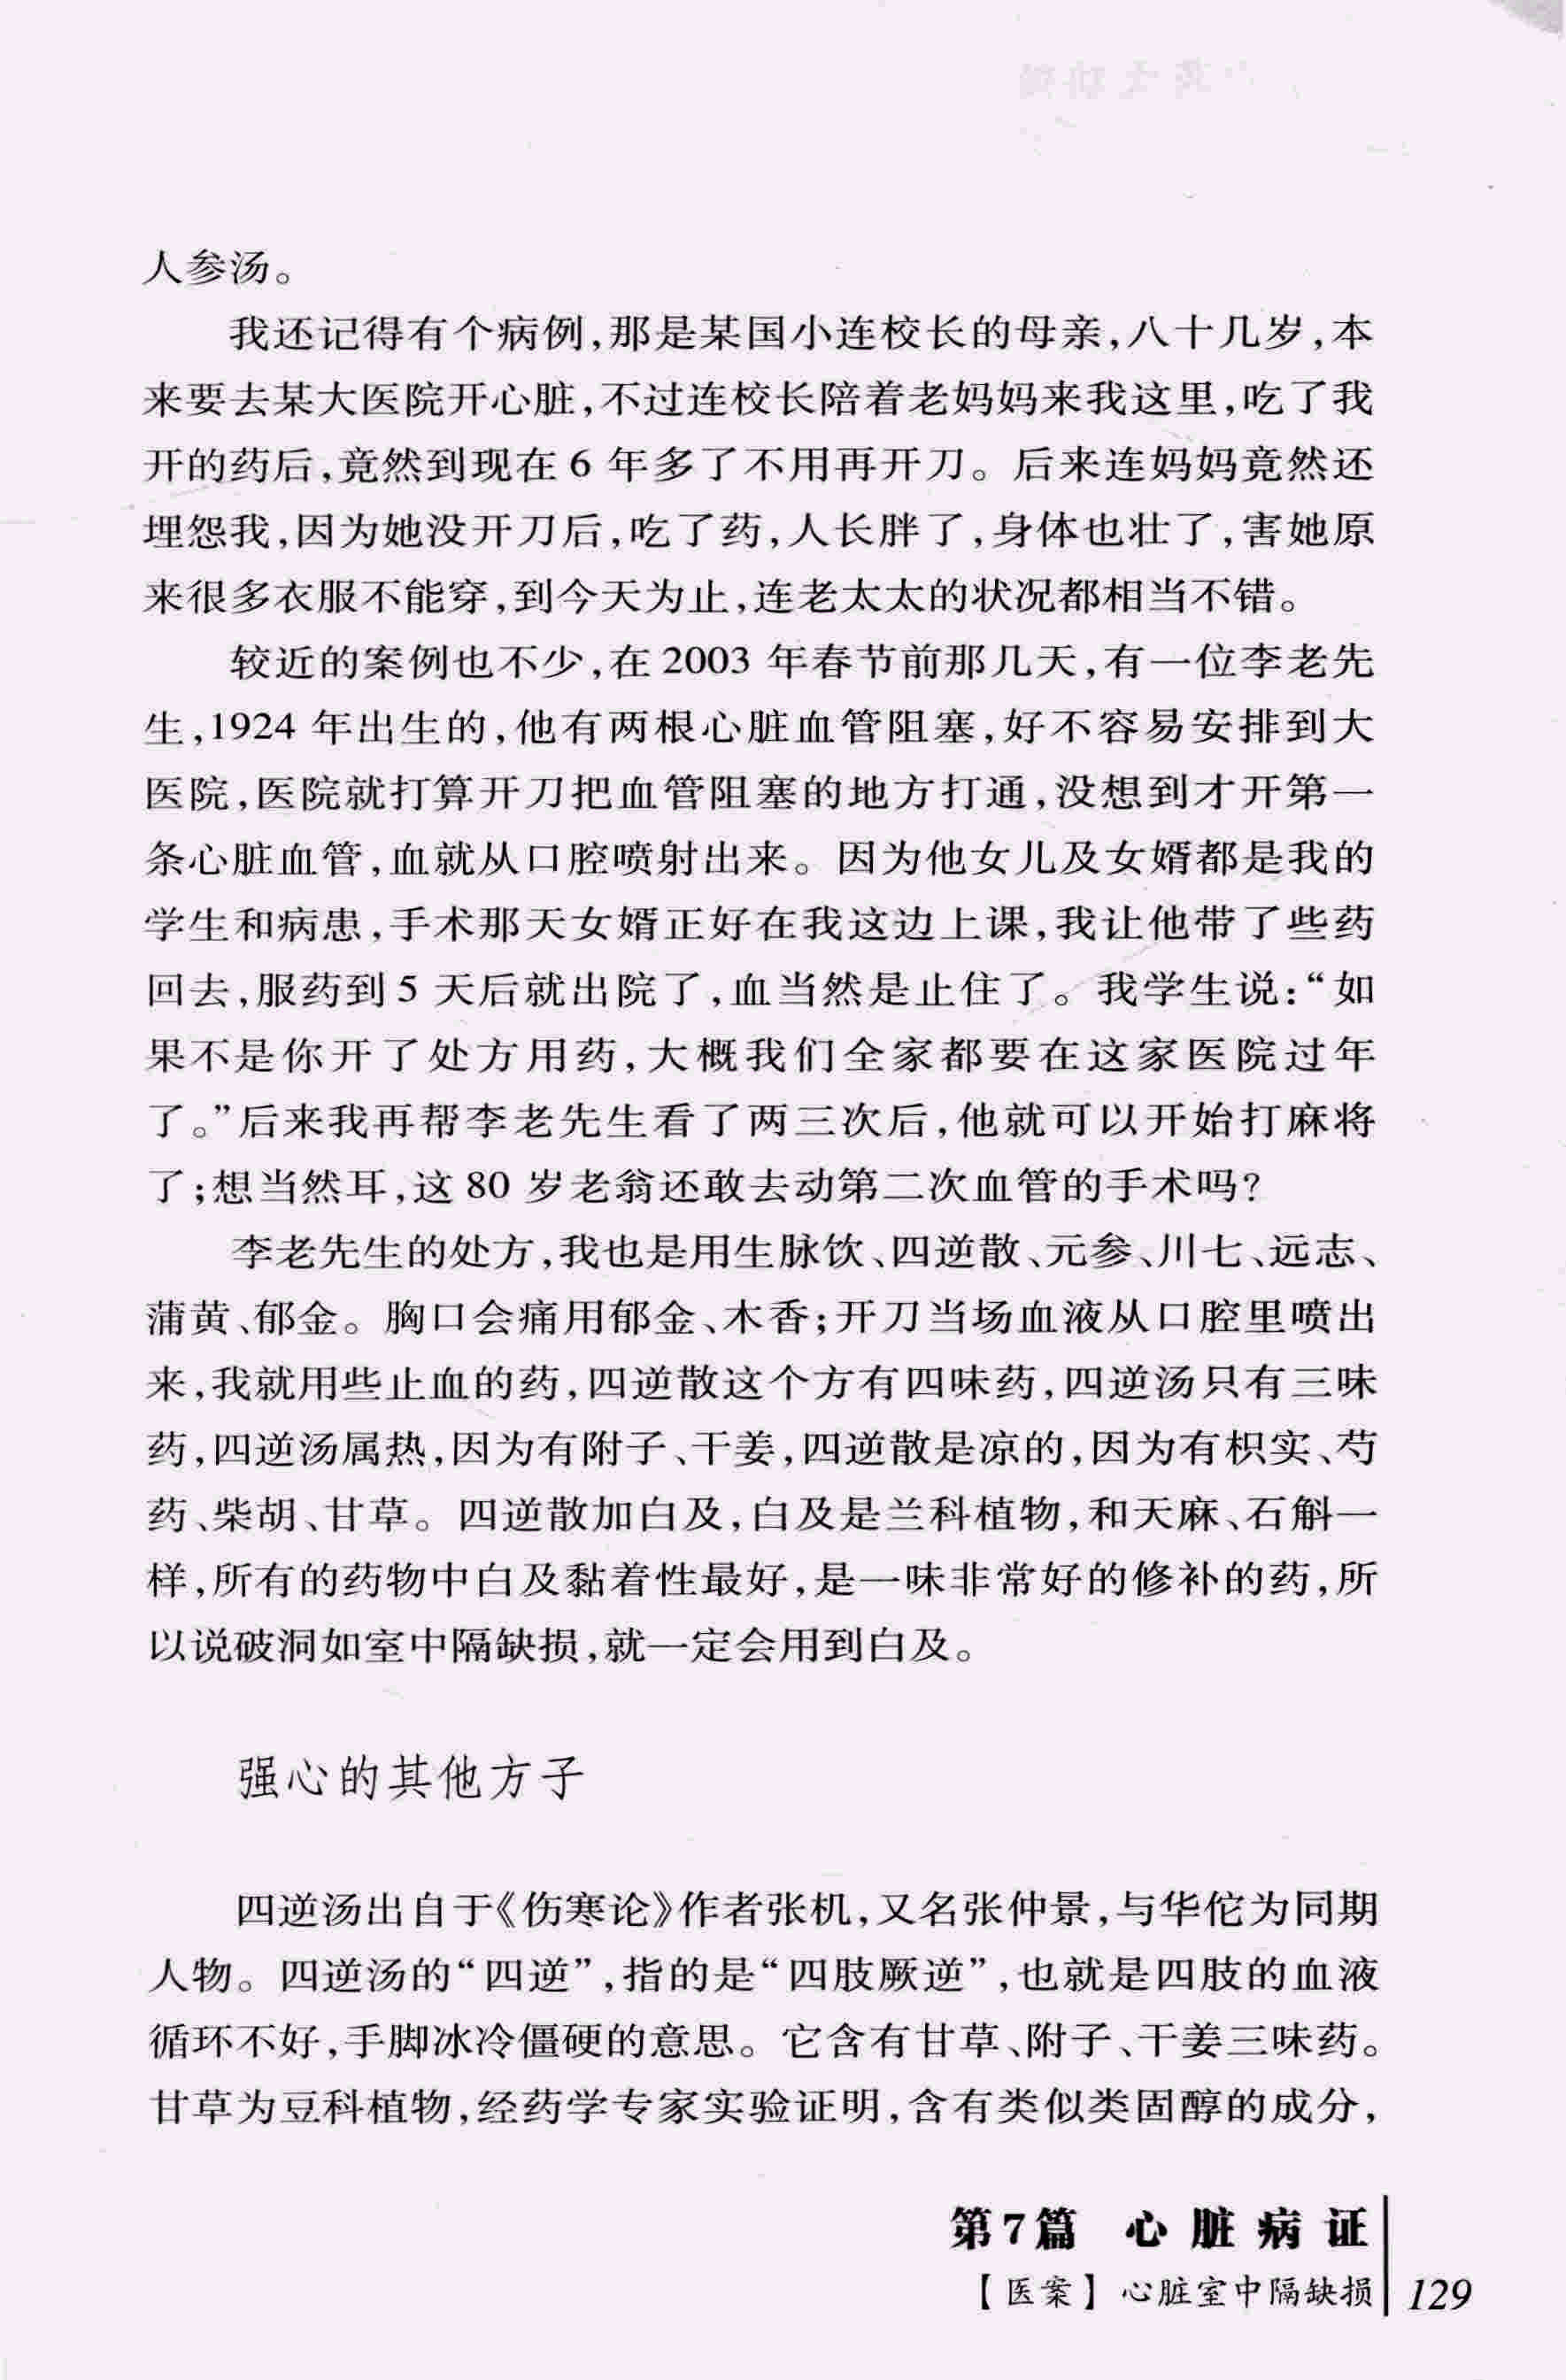 人参汤。
我还记得有个病例,那是某国小连校长的母亲,八十几岁,本
来要去某大医院开心脏,不过连校长陪着老妈妈来我这里,吃了我
开的药后,竟然到现在 6 年多了不用再开刀。后来连妈妈竟然还
埋怨我,因为她没开刀后,吃了药,人长胖了,身体也壮了,害她原
来很多衣服不能穿,到今天为止,连老太太的状况都相当不错。
较近的案例也不少,在 2003 年春节前那几天,有一位李老先
生,1924 年出生的,他有两根心脏血管阻塞,好不容易安排到大
医院,医院就打算开刀把血管阻塞的地方打通,没想到才开第一
条心脏血管,血就从口腔喷射出来。因为他女儿及女婿都是我的
学生和病患,手术那天女婿正好在我这边上课,我让他带了些药
回去,服药到 5 天后就出院了,血当然是止住了。我学生说:“如
果不是你开了处方用药,大概我们全家都要在这家医院过年
了。”后来我再帮李老先生看了两三次后,他就可以开始打麻将
了;想当然耳,这 80 岁老翁还敢去动第二次血管的手术吗?
李老先生的处方,我也是用生脉饮、四逆散、元参、川七、远志、
蒲黄、郁金。胸口会痛用郁金、木香;开刀当场血液从口腔里喷出
来,我就用些止血的药,四逆散这个方有四味药,四逆汤只有三味
药,四逆汤属热,因为有附子、干姜,四逆散是凉的,因为有枳实、芍
药、柴胡、甘草。四逆散加白及,白及是兰科植物,和天麻、石斛一
样,所有的药物中白及黏着性最好,是一味非常好的修补的药,所
以说破洞如室中隔缺损,就一定会用到白及。
强心的其他方子
四逆汤出自于《伤寒论》作者张机,又名张仲景,与华佗为同期
人物。四逆汤的“四逆”,指的是“四肢厥逆”,也就是四肢的血液
循环不好,手脚冰冷僵硬的意思。它含有甘草、附子、干姜三味药。
甘草为豆科植物,经药学专家实验证明,含有类似类固醇的成分,
第7篇 心脏病证
【医案】心脏室中隔缺损 129